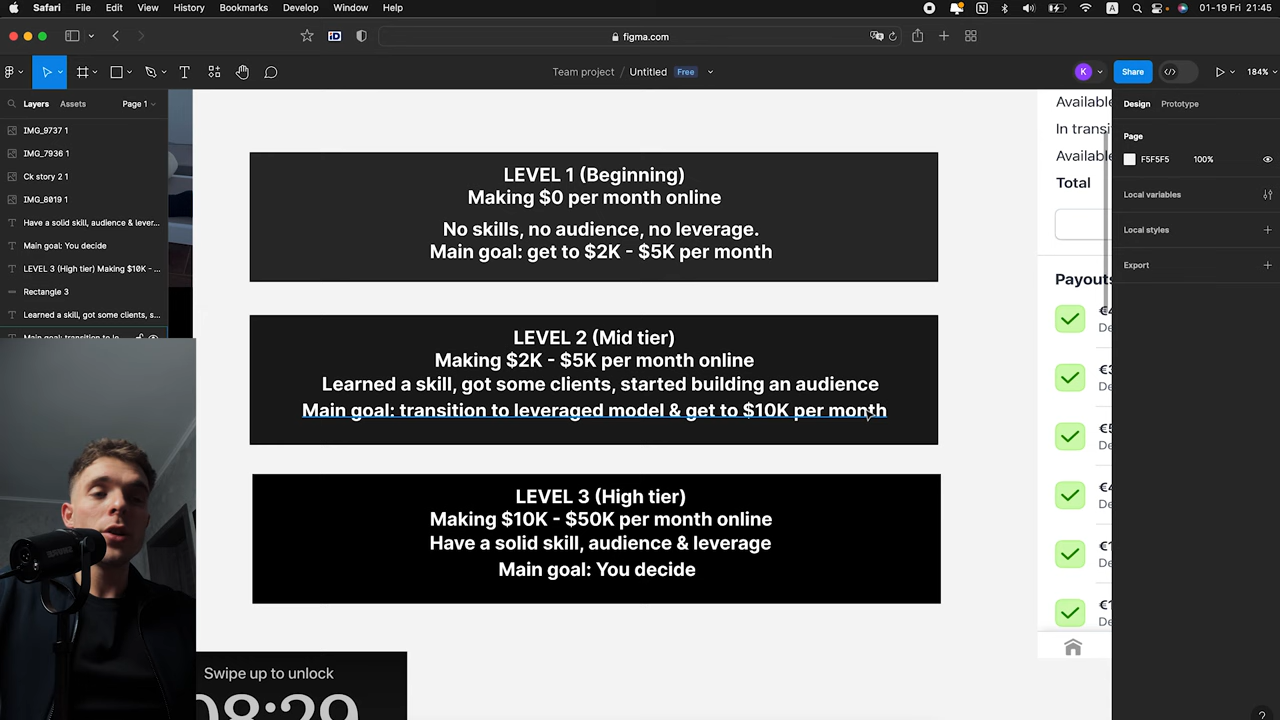 Safari File Edit View History Bookmarks Develop Window Help
A
01-19 Fri 21:45
iD
figma.com
Team project / Untitled Free
K
Share
184%
Layers Assets Page 1
IMG_9737 1
IMG_7936 1
Ck story 2 1
IMG_8019 1
Have a solid skill, audience & lever...
Main goal: You decide
LEVEL 3 (High tier) Making $10K - ...
Rectangle 3
Learned a skill, got some clients, s...
LEVEL 1 (Beginning)
Making $0 per month online
No skills, no audience, no leverage.
Main goal: get to $2K - $5K per month
LEVEL 2 (Mid tier)
Making $2K - $5K per month online
Learned a skill, got some clients, started building an audience
Main goal: transition to leveraged model & get to $10K per month
LEVEL 3 (High tier)
Making $10K - $50K per month online
Have a solid skill, audience & leverage
Main goal: You decide
Swipe up to unlock
08:29
Total
Payouts
Design Prototype
Page
F5F5F5 100%
Local variables
Local styles
Export
?